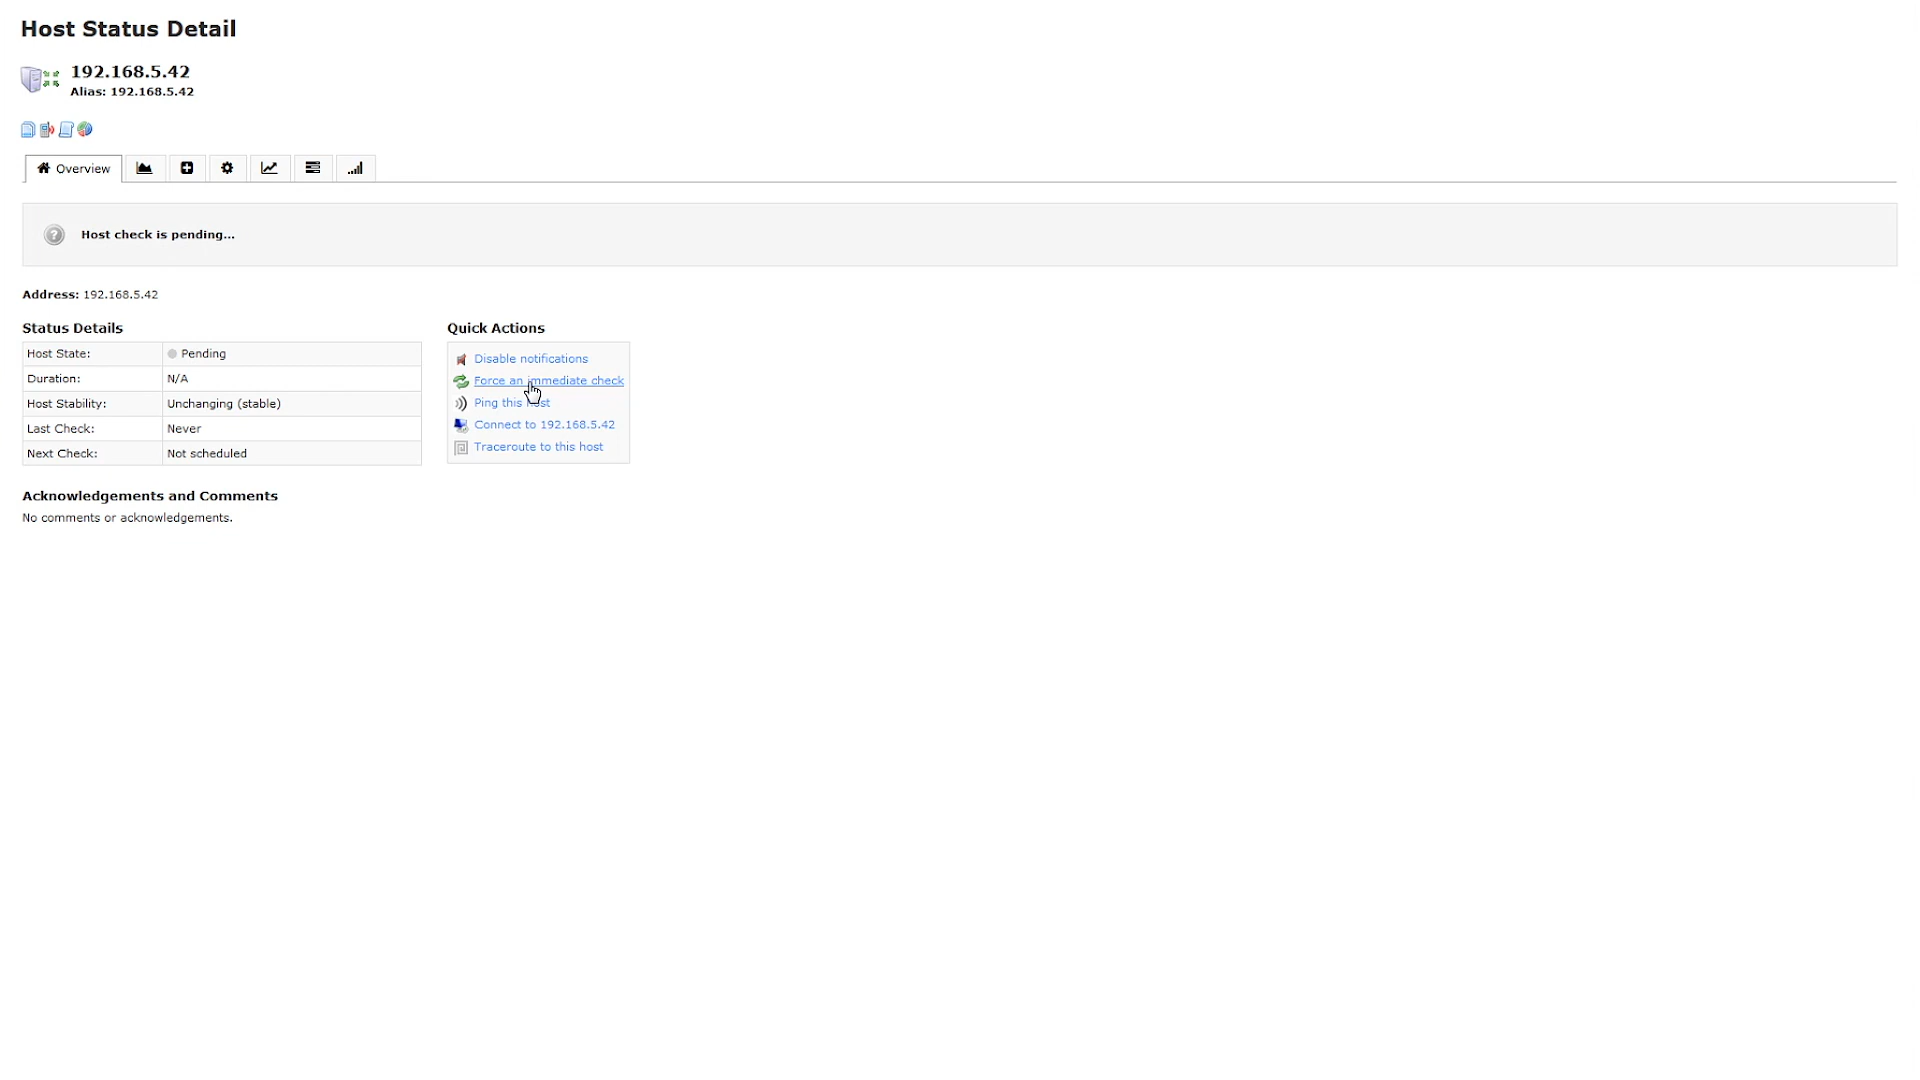 Host Status Detail
192.168.5.42
Alias: 192.168.5.42
Overview
Host check is pending...
Address: 192.168.5.42
Status Details
Host State: Pending
Duration: N/A
Host Stability: Unchanging (stable)
Last Check: Never
Next Check: Not scheduled
Quick Actions
Disable notifications
Force an immediate check
Ping this host
Connect to 192.168.5.42
Traceroute to this host
Acknowledgements and Comments
No comments or acknowledgements.